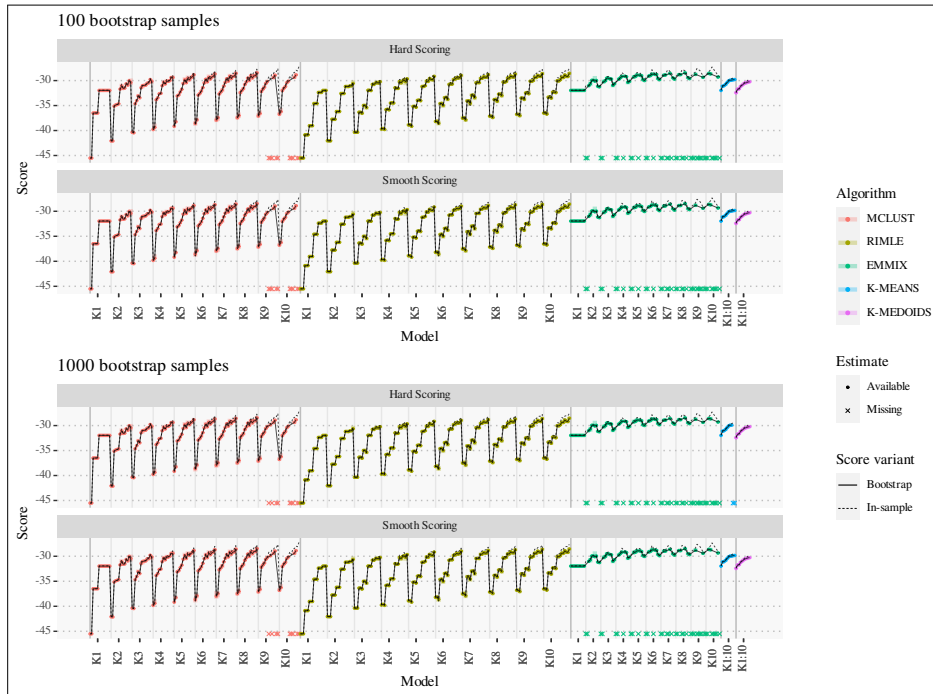 100 bootstrap samples
Hard Scoring
-30
-35
-40
-45
Smooth Scoring
-30
-35
-40
-45
Score
K1 K2 K3 K4 K5 K6 K7 K8 K9 K10 K1 K2 K3 K4 K5 K6 K7 K8 K9 K10 K1 K2 K3 K4 K5 K6 K7 K8 K9 K10 K1:10 K1:10
Model
1000 bootstrap samples
Hard Scoring
-30
-35
-40
-45
Smooth Scoring
-30
-35
-40
-45
Score
K1 K2 K3 K4 K5 K6 K7 K8 K9 K10 K1 K2 K3 K4 K5 K6 K7 K8 K9 K10 K1 K2 K3 K4 K5 K6 K7 K8 K9 K10 K1:10 K1:10
Model
Algorithm
MCLUST
RIMLE
EMMIX
K-MEANS
K-MEDOIDS
Estimate
Available
Missing
Score variant
Bootstrap
In-sample